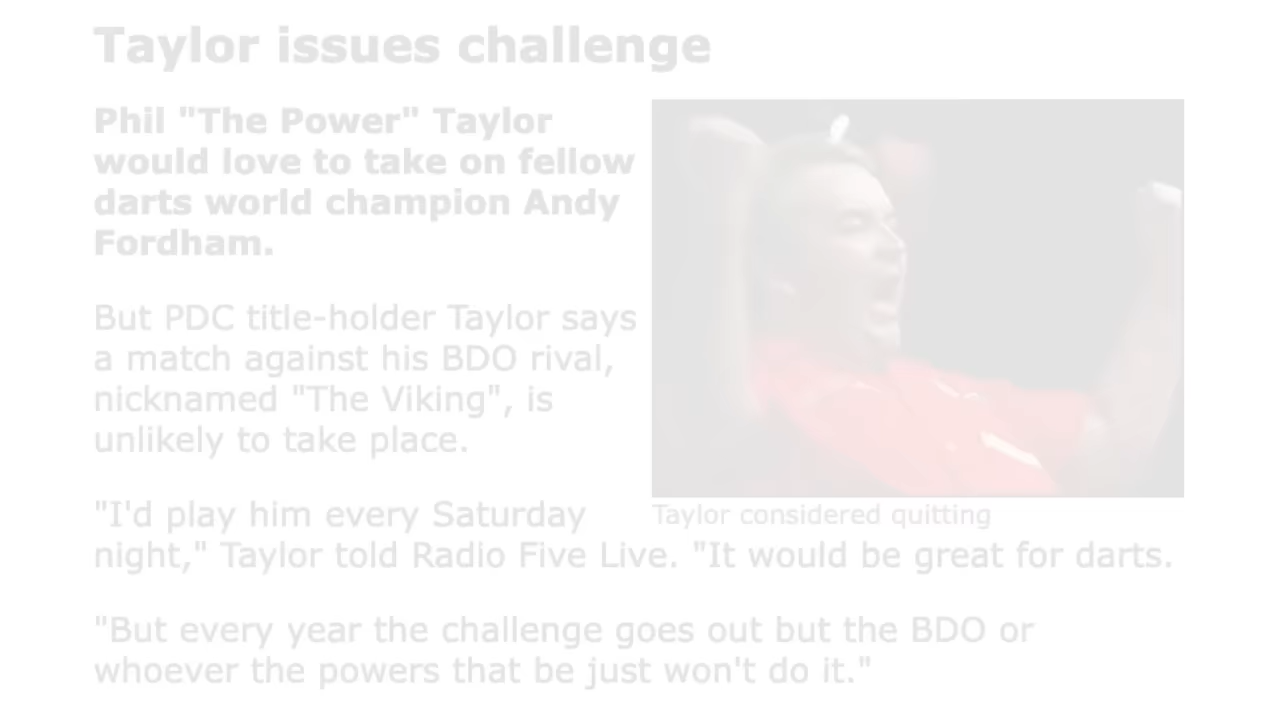 Taylor issues challenge
Phil "The Power" Taylor
would love to take on fellow
darts world champion Andy
Fordham.
But PDC title-holder Taylor says
a match against his BDO rival,
nicknamed "The Viking", is
unlikely to take place.
"I'd play him every Saturday
night," Taylor told Radio Five Live. "It would be great for darts.
Taylor considered quitting
"But every year the challenge goes out but the BDO or
whoever the powers that be just won't do it."